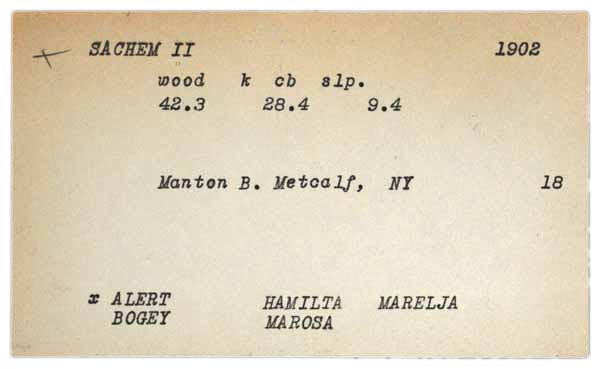 SACHEM II 1902
wood k cb slp.
42.3 28.4 9.4
Manton B. Metcalf, NY 18
x ALERT HAMILTA MARELJA
BOGEY MAROSA